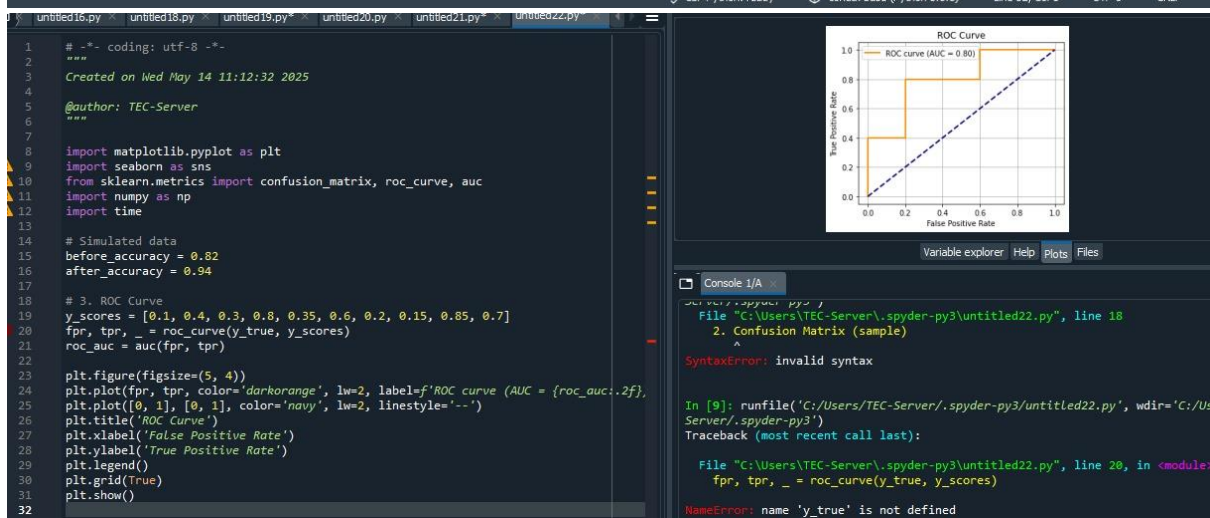 untitled16.py × untitled18.py × untitled19.py* × untitled20.py × untitled21.py* × untitled22.py* ×
1 # -*- coding: utf-8 -*-
2 """
3 Created on Wed May 14 11:12:32 2025
4
5 @author: TEC-Server
6 """
7
8 import matplotlib.pyplot as plt
9 import seaborn as sns
10 from sklearn.metrics import confusion_matrix, roc_curve, auc
11 import numpy as np
12 import time
13
14 # Simulated data
15 before_accuracy = 0.82
16 after_accuracy = 0.94
17
18 # 3. ROC Curve
19 y_scores = [0.1, 0.4, 0.3, 0.8, 0.35, 0.6, 0.2, 0.15, 0.85, 0.7]
20 fpr, tpr, _ = roc_curve(y_true, y_scores)
21 roc_auc = auc(fpr, tpr)
22
23 plt.figure(figsize=(5, 4))
24 plt.plot(fpr, tpr, color='darkorange', lw=2, label=f'ROC curve (AUC = {roc_auc:.2f}
25 plt.plot([0, 1], [0, 1], color='navy', lw=2, linestyle='--')
26 plt.title('ROC Curve')
27 plt.xlabel('False Positive Rate')
28 plt.ylabel('True Positive Rate')
29 plt.legend()
30 plt.grid(True)
31 plt.show()
32
ROC Curve
ROC curve (AUC = 0.80)
1.0
0.8
0.6
0.4
0.2
0.0
True Positive Rate
0.0 0.2 0.4 0.6 0.8 1.0
False Positive Rate
Variable explorer Help Plots Files
Console 1/A ×
Server/.spyder-py3')
File "C:\Users\TEC-Server\.spyder-py3\untitled22.py", line 18
2. Confusion Matrix (sample)
^
SyntaxError: invalid syntax
In [9]: runfile('C:/Users/TEC-Server/.spyder-py3/untitled22.py', wdir='C:/Us
Server/.spyder-py3')
Traceback (most recent call last):
File "C:\Users\TEC-Server\.spyder-py3\untitled22.py", line 20, in <module
fpr, tpr, _ = roc_curve(y_true, y_scores)
NameError: name 'y_true' is not defined